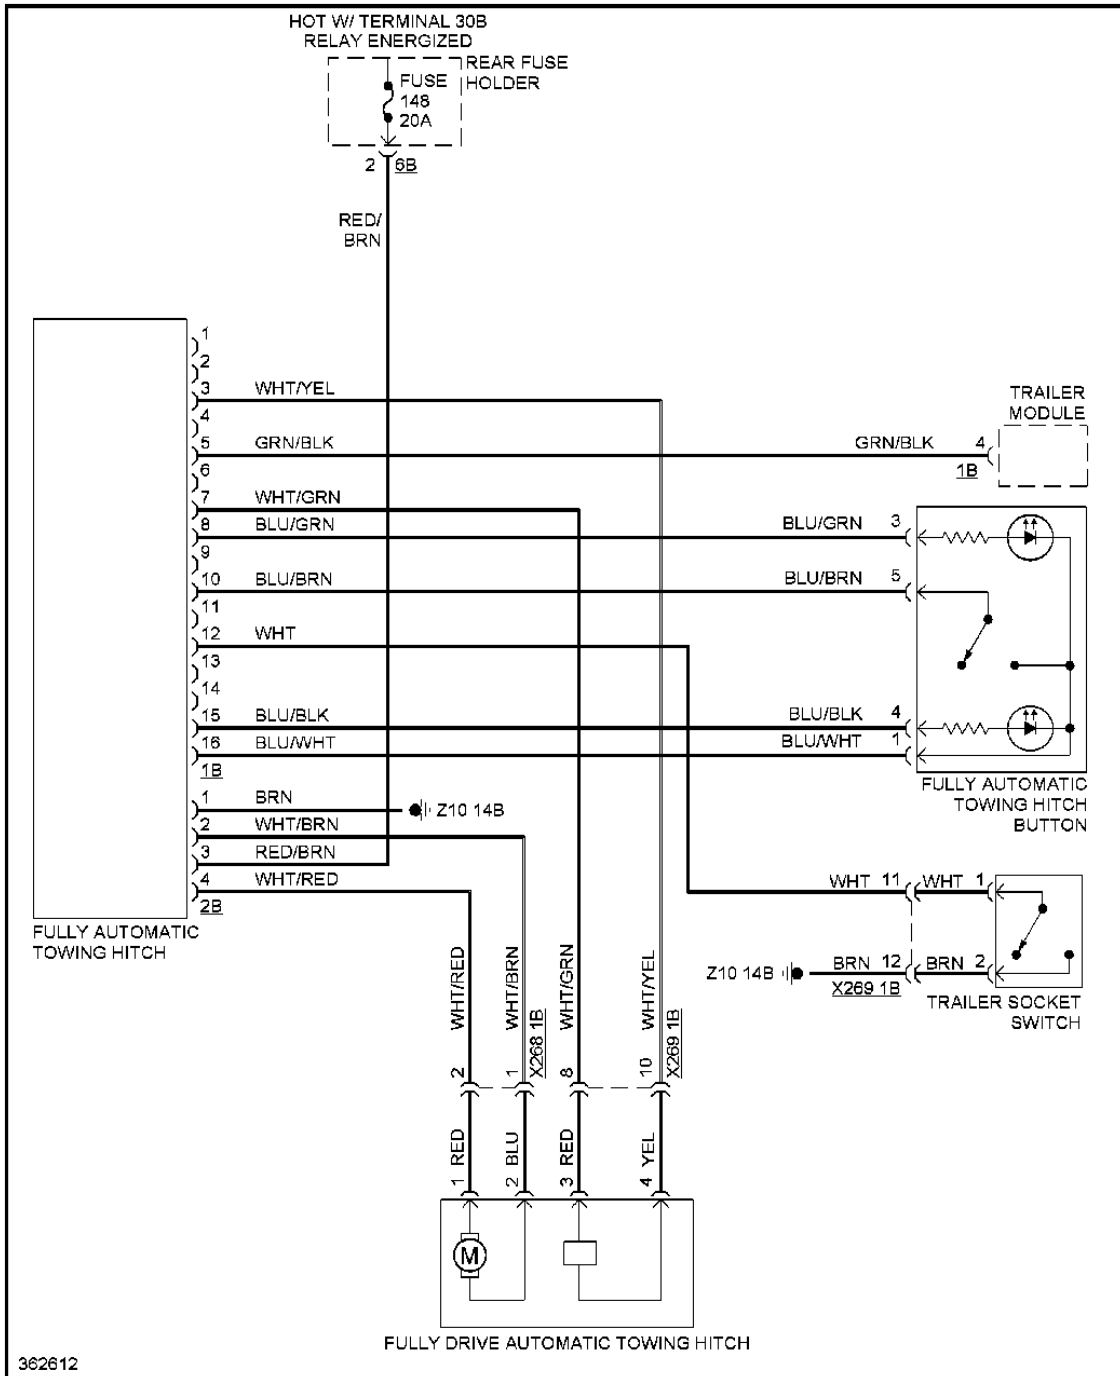 HOT W/ TERMINAL 30B
RELAY ENERGIZED
REAR FUSE
HOLDER
FUSE
148
20A
2 6B
RED/
BRN
1
2
3 WHT/YEL
4
5 GRN/BLK
6
7 WHT/GRN
8 BLU/GRN
9
10 BLU/BRN
11
12 WHT
13
14
15 BLU/BLK
16 BLU/WHT
1B
1 BRN
2 WHT/BRN
3 RED/BRN
4 WHT/RED
2B
FULLY AUTOMATIC
TOWING HITCH
Z10 14B
TRAILER
MODULE
GRN/BLK 4
1B
BLU/GRN 3
BLU/BRN 5
BLU/BLK 4
BLU/WHT 1
FULLY AUTOMATIC
TOWING HITCH
BUTTON
WHT 11 WHT 1
Z10 14B BRN 12 BRN 2
X269 1B
TRAILER SOCKET
SWITCH
2 WHT/RED
1 WHT/BRN
X268 1B
8 WHT/GRN
10 WHT/YEL
X269 1B
1 RED
2 BLU
3 RED
4 YEL
M
FULLY DRIVE AUTOMATIC TOWING HITCH
362612